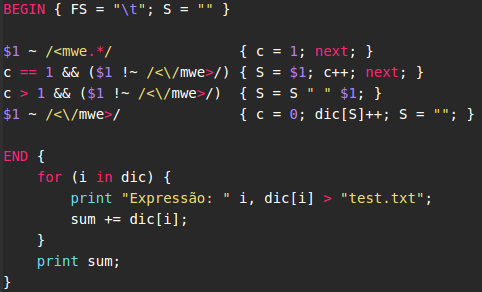 BEGIN { FS = "\t"; S = "" }
$1 ~ /<mwe.*/ { c = 1; next; }
c == 1 && ($1 !~ /<\/mwe>/) { S = $1; c++; next; }
c > 1 && ($1 !~ /<\/mwe>/) { S = S " " $1; }
$1 ~ /<\/mwe>/ { c = 0; dic[S]++; S = ""; }
END {
for (i in dic) {
print "Expressão: " i, dic[i] > "test.txt";
sum += dic[i];
}
print sum;
}